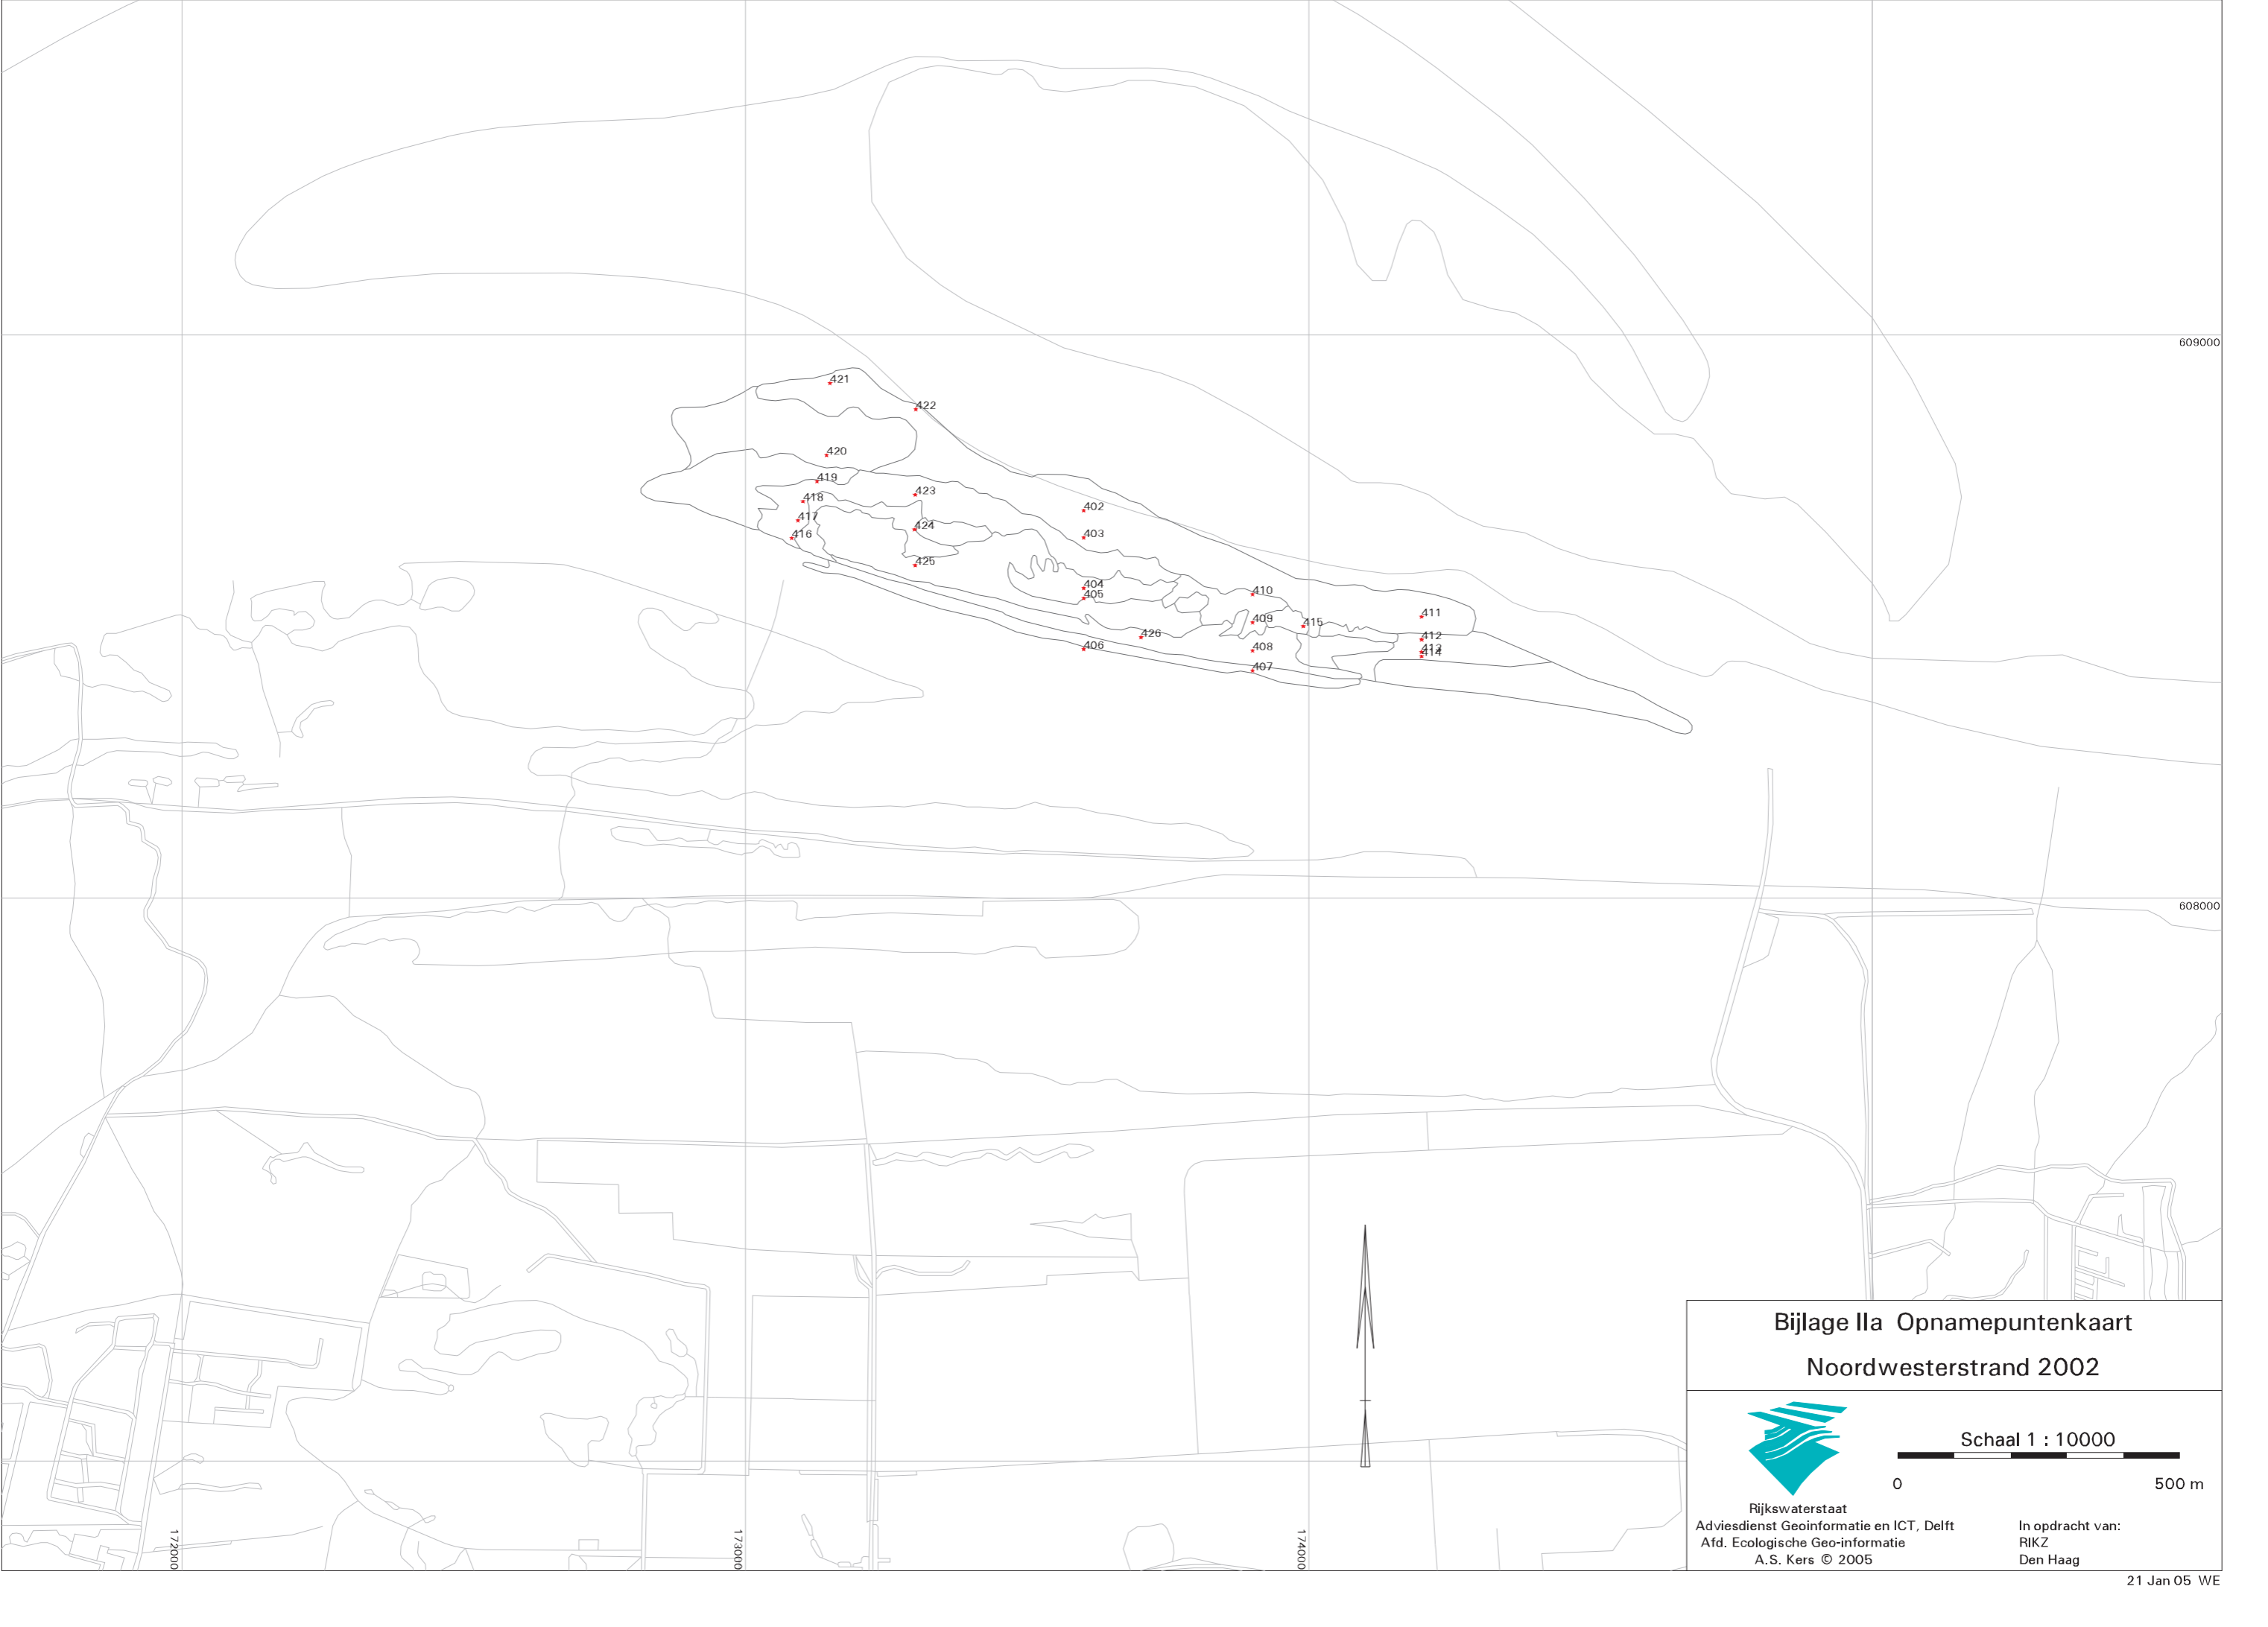 609000
421
422
420
419
423
418
402
417
424
403
416
425
404
410
405
411
409
415
426
412
406
408
413
414
407
608000
Bijlage IIa Opnamepuntenkaart
Noordwesterstrand 2002
Schaal 1 : 10000
0 500 m
Rijkswaterstaat
Adviesdienst Geoinformatie en ICT, Delft
Afd. Ecologische Geo-informatie
A.S. Kers © 2005
In opdracht van:
RIKZ
Den Haag
172000
173000
174000
21 Jan 05 WE